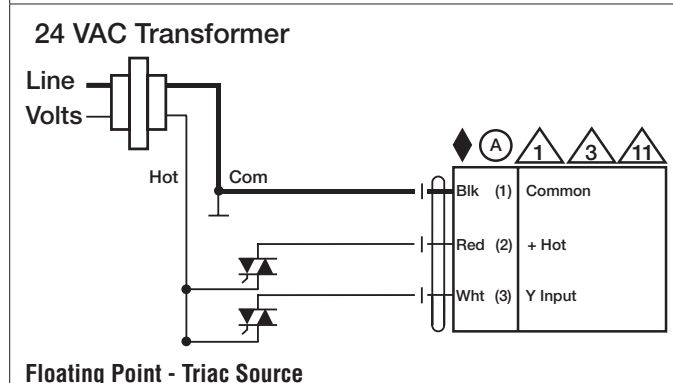 24 VAC Transformer
Line
Volts
Hot
Com
A 1 3 11
Blk (1) Common
Red (2) + Hot
Wht (3) Y Input
Floating Point - Triac Source